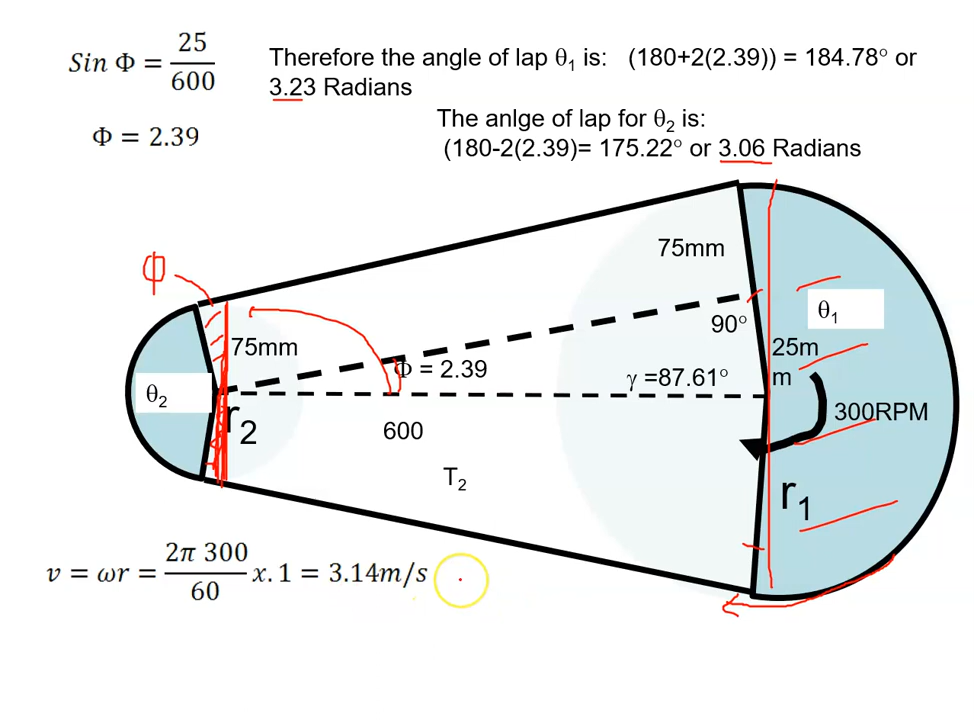 Sin Φ = 25/600
Therefore the angle of lap θ₁ is: (180+2(2.39)) = 184.78° or
3.23 Radians
Φ = 2.39
The anlge of lap for θ₂ is:
(180-2(2.39)= 175.22° or 3.06 Radians
75mm
Φ
θ₁
90°
75mm
25m
m
Φ = 2.39
γ =87.61°
θ₂
r₂
300RPM
600
T₂
r₁
v = ωr = 2π 300/60 x. 1 = 3.14m/s